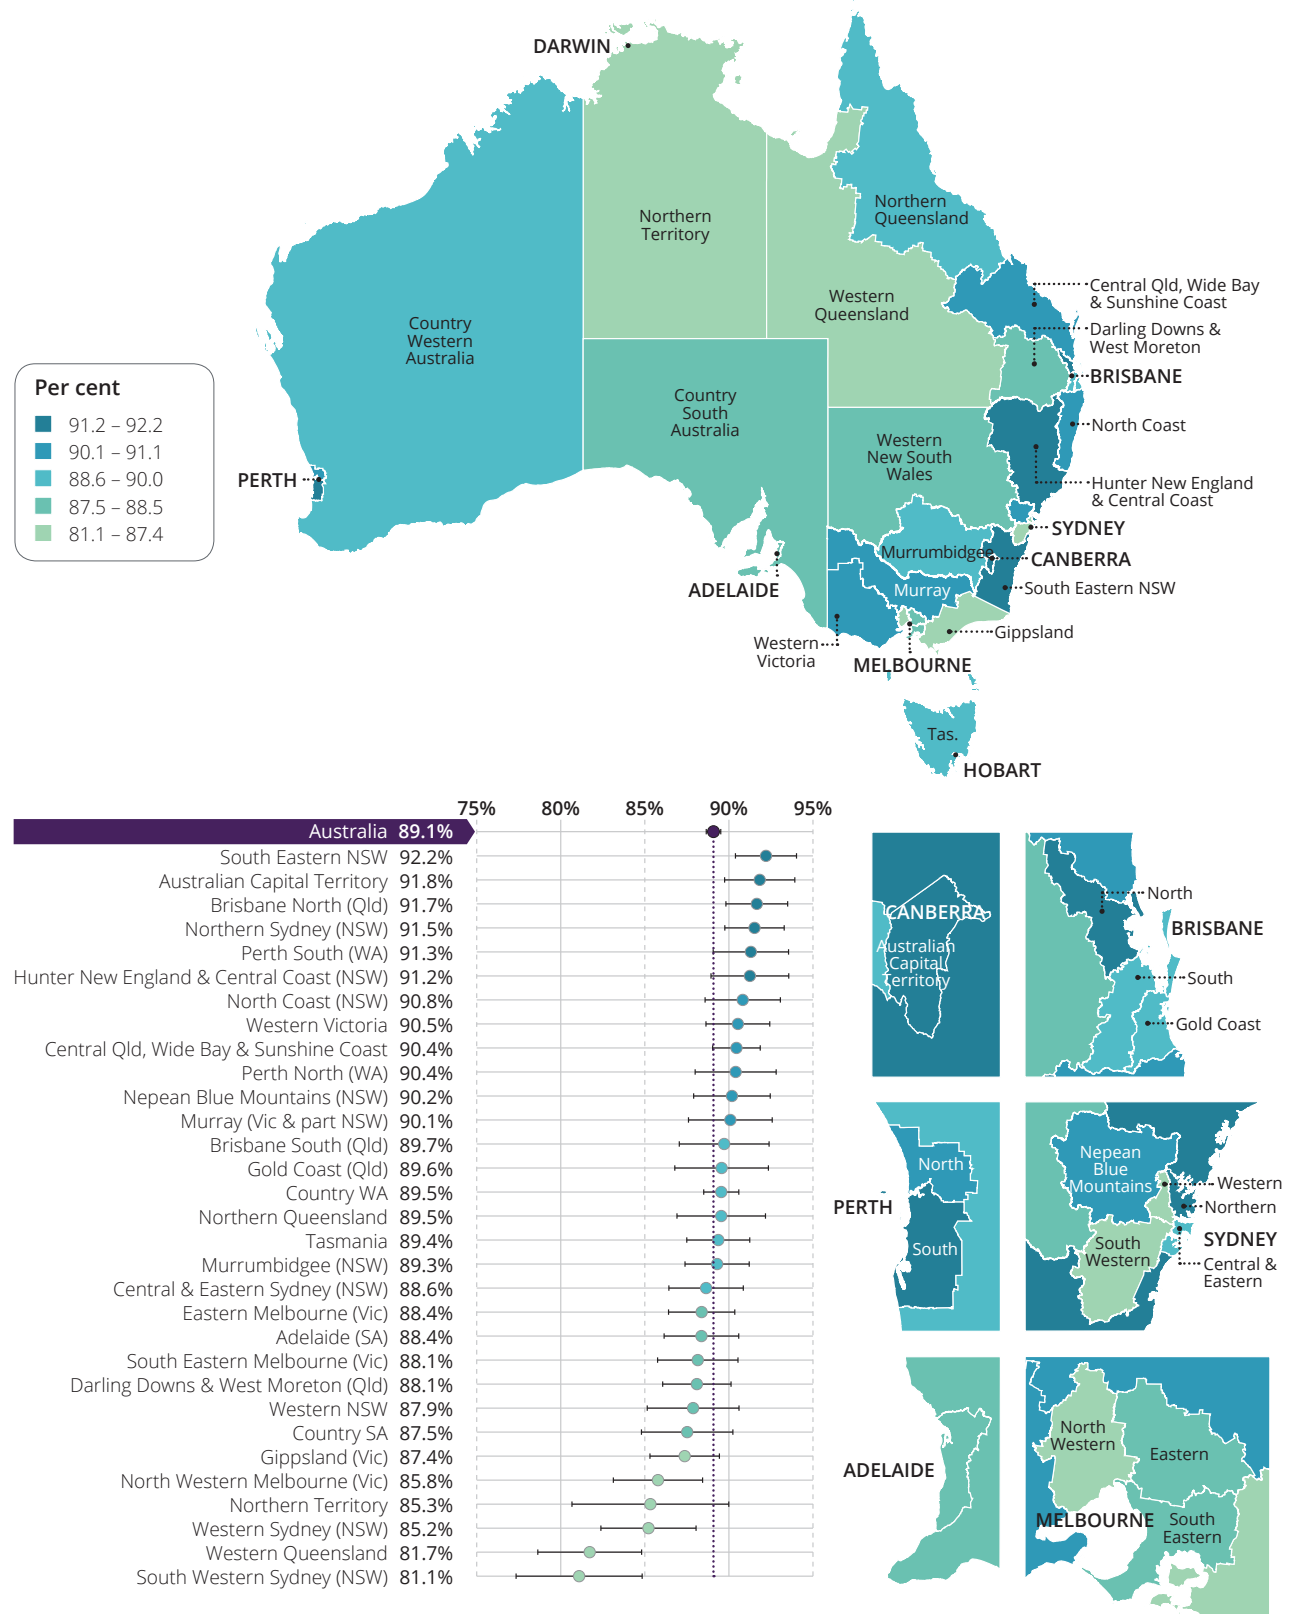 DARWIN
Northern
Queensland
Northern
Territory
Central Qld, Wide Bay
& Sunshine Coast
Western
Queensland
Country
Western
Australia
Darling Downs &
West Moreton
BRISBANE
Per cent
91.2 – 92.2
90.1 – 91.1
88.6 – 90.0
87.5 – 88.5
81.1 – 87.4
Country
South
Australia
North Coast
Western
New South
Wales
PERTH
Hunter New England
& Central Coast
SYDNEY
Murrumbidgee
CANBERRA
ADELAIDE
Murray
South Eastern NSW
Gippsland
Western
Victoria
MELBOURNE
Tas.
HOBART
75% 80% 85% 90% 95%
Australia 89.1%
South Eastern NSW 92.2%
Australian Capital Territory 91.8%
Brisbane North (Qld) 91.7%
Northern Sydney (NSW) 91.5%
Perth South (WA) 91.3%
Hunter New England & Central Coast (NSW) 91.2%
North Coast (NSW) 90.8%
Western Victoria 90.5%
Central Qld, Wide Bay & Sunshine Coast 90.4%
Perth North (WA) 90.4%
Nepean Blue Mountains (NSW) 90.2%
Murray (Vic & part NSW) 90.1%
Brisbane South (Qld) 89.7%
Gold Coast (Qld) 89.6%
Country WA 89.5%
Northern Queensland 89.5%
Tasmania 89.4%
Murrumbidgee (NSW) 89.3%
Central & Eastern Sydney (NSW) 88.6%
Eastern Melbourne (Vic) 88.4%
Adelaide (SA) 88.4%
South Eastern Melbourne (Vic) 88.1%
Darling Downs & West Moreton (Qld) 88.1%
Western NSW 87.9%
Country SA 87.5%
Gippsland (Vic) 87.4%
North Western Melbourne (Vic) 85.8%
Northern Territory 85.3%
Western Sydney (NSW) 85.2%
Western Queensland 81.7%
South Western Sydney (NSW) 81.1%
CANBERRA
Australian
Capital
Territory
North
BRISBANE
South
Gold Coast
North
PERTH
South
Nepean
Blue
Mountains
Western
Northern
SYDNEY
South
Western
Central &
Eastern
ADELAIDE
North
Western
Eastern
MELBOURNE
South
Eastern